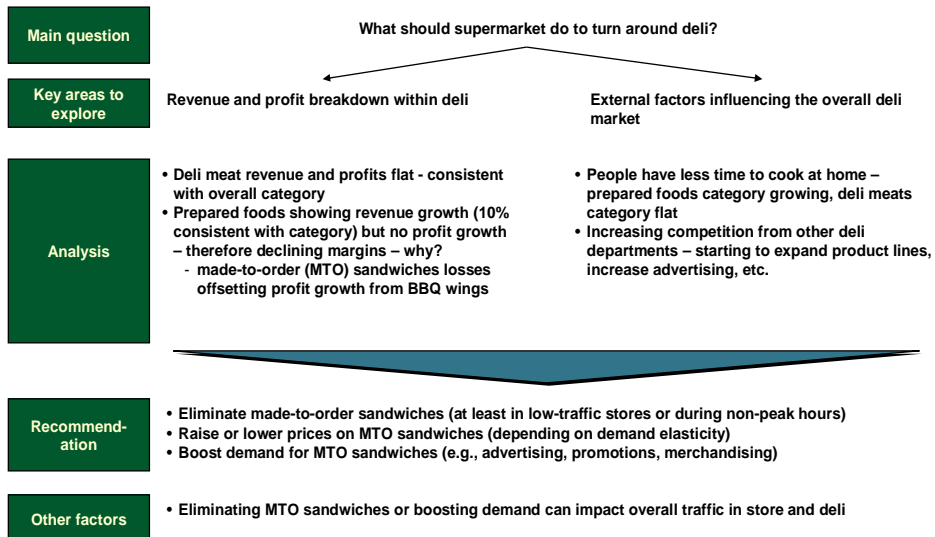 Main question
What should supermarket do to turn around deli?
Key areas to
explore
Revenue and profit breakdown within deli
External factors influencing the overall deli
market
Analysis
• Deli meat revenue and profits flat - consistent
with overall category
• Prepared foods showing revenue growth (10%
consistent with category) but no profit growth
– therefore declining margins – why?
- made-to-order (MTO) sandwiches losses
offsetting profit growth from BBQ wings
• People have less time to cook at home –
prepared foods category growing, deli meats
category flat
• Increasing competition from other deli
departments – starting to expand product lines,
increase advertising, etc.
Recommend-
ation
• Eliminate made-to-order sandwiches (at least in low-traffic stores or during non-peak hours)
• Raise or lower prices on MTO sandwiches (depending on demand elasticity)
• Boost demand for MTO sandwiches (e.g., advertising, promotions, merchandising)
Other factors
• Eliminating MTO sandwiches or boosting demand can impact overall traffic in store and deli